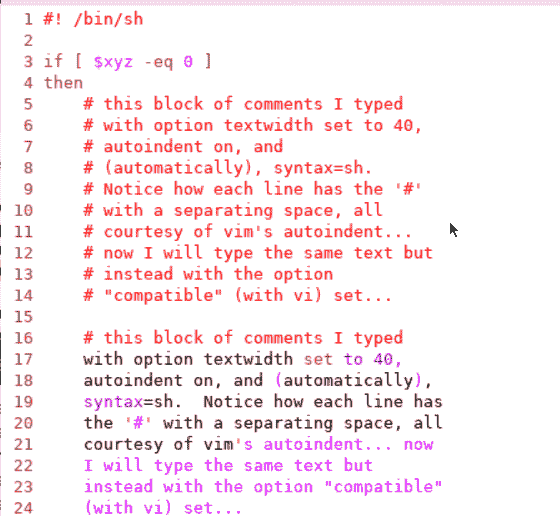 1 #! /bin/sh
2
3 if [ $xyz -eq 0 ]
4 then
5     # this block of comments I typed
6     # with option textwidth set to 40,
7     # autoindent on, and
8     # (automatically), syntax=sh.
9     # Notice how each line has the '#'
10     # with a separating space, all
11     # courtesy of vim's autoindent...
12     # now I will type the same text but
13     # instead with the option
14     # "compatible" (with vi) set...
15
16     # this block of comments I typed
17     with option textwidth set to 40,
18     autoindent on, and (automatically),
19     syntax=sh.  Notice how each line has
20     the '#' with a separating space, all
21     courtesy of vim's autoindent... now
22     I will type the same text but
23     instead with the option "compatible"
24     (with vi) set...